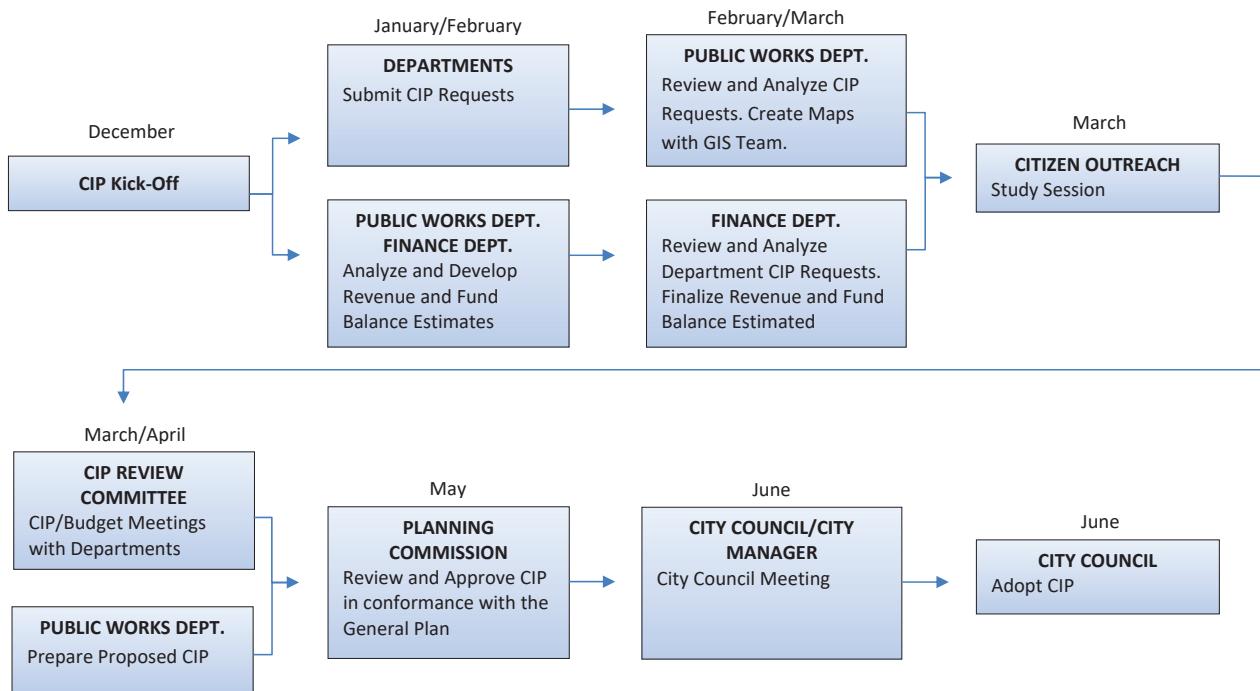 January/February
DEPARTMENTS
Submit CIP Requests
February/March
PUBLIC WORKS DEPT.
Review and Analyze CIP
Requests. Create Maps
with GIS Team.
December
CIP Kick-Off
March
CITIZEN OUTREACH
Study Session
PUBLIC WORKS DEPT.
FINANCE DEPT.
Analyze and Develop
Revenue and Fund
Balance Estimates
FINANCE DEPT.
Review and Analyze
Department CIP Requests.
Finalize Revenue and Fund
Balance Estimated
March/April
CIP REVIEW
COMMITTEE
CIP/Budget Meetings
with Departments
PUBLIC WORKS DEPT.
Prepare Proposed CIP
May
PLANNING
COMMISSION
Review and Approve CIP
in conformance with the
General Plan
June
CITY COUNCIL/CITY
MANAGER
City Council Meeting
June
CITY COUNCIL
Adopt CIP